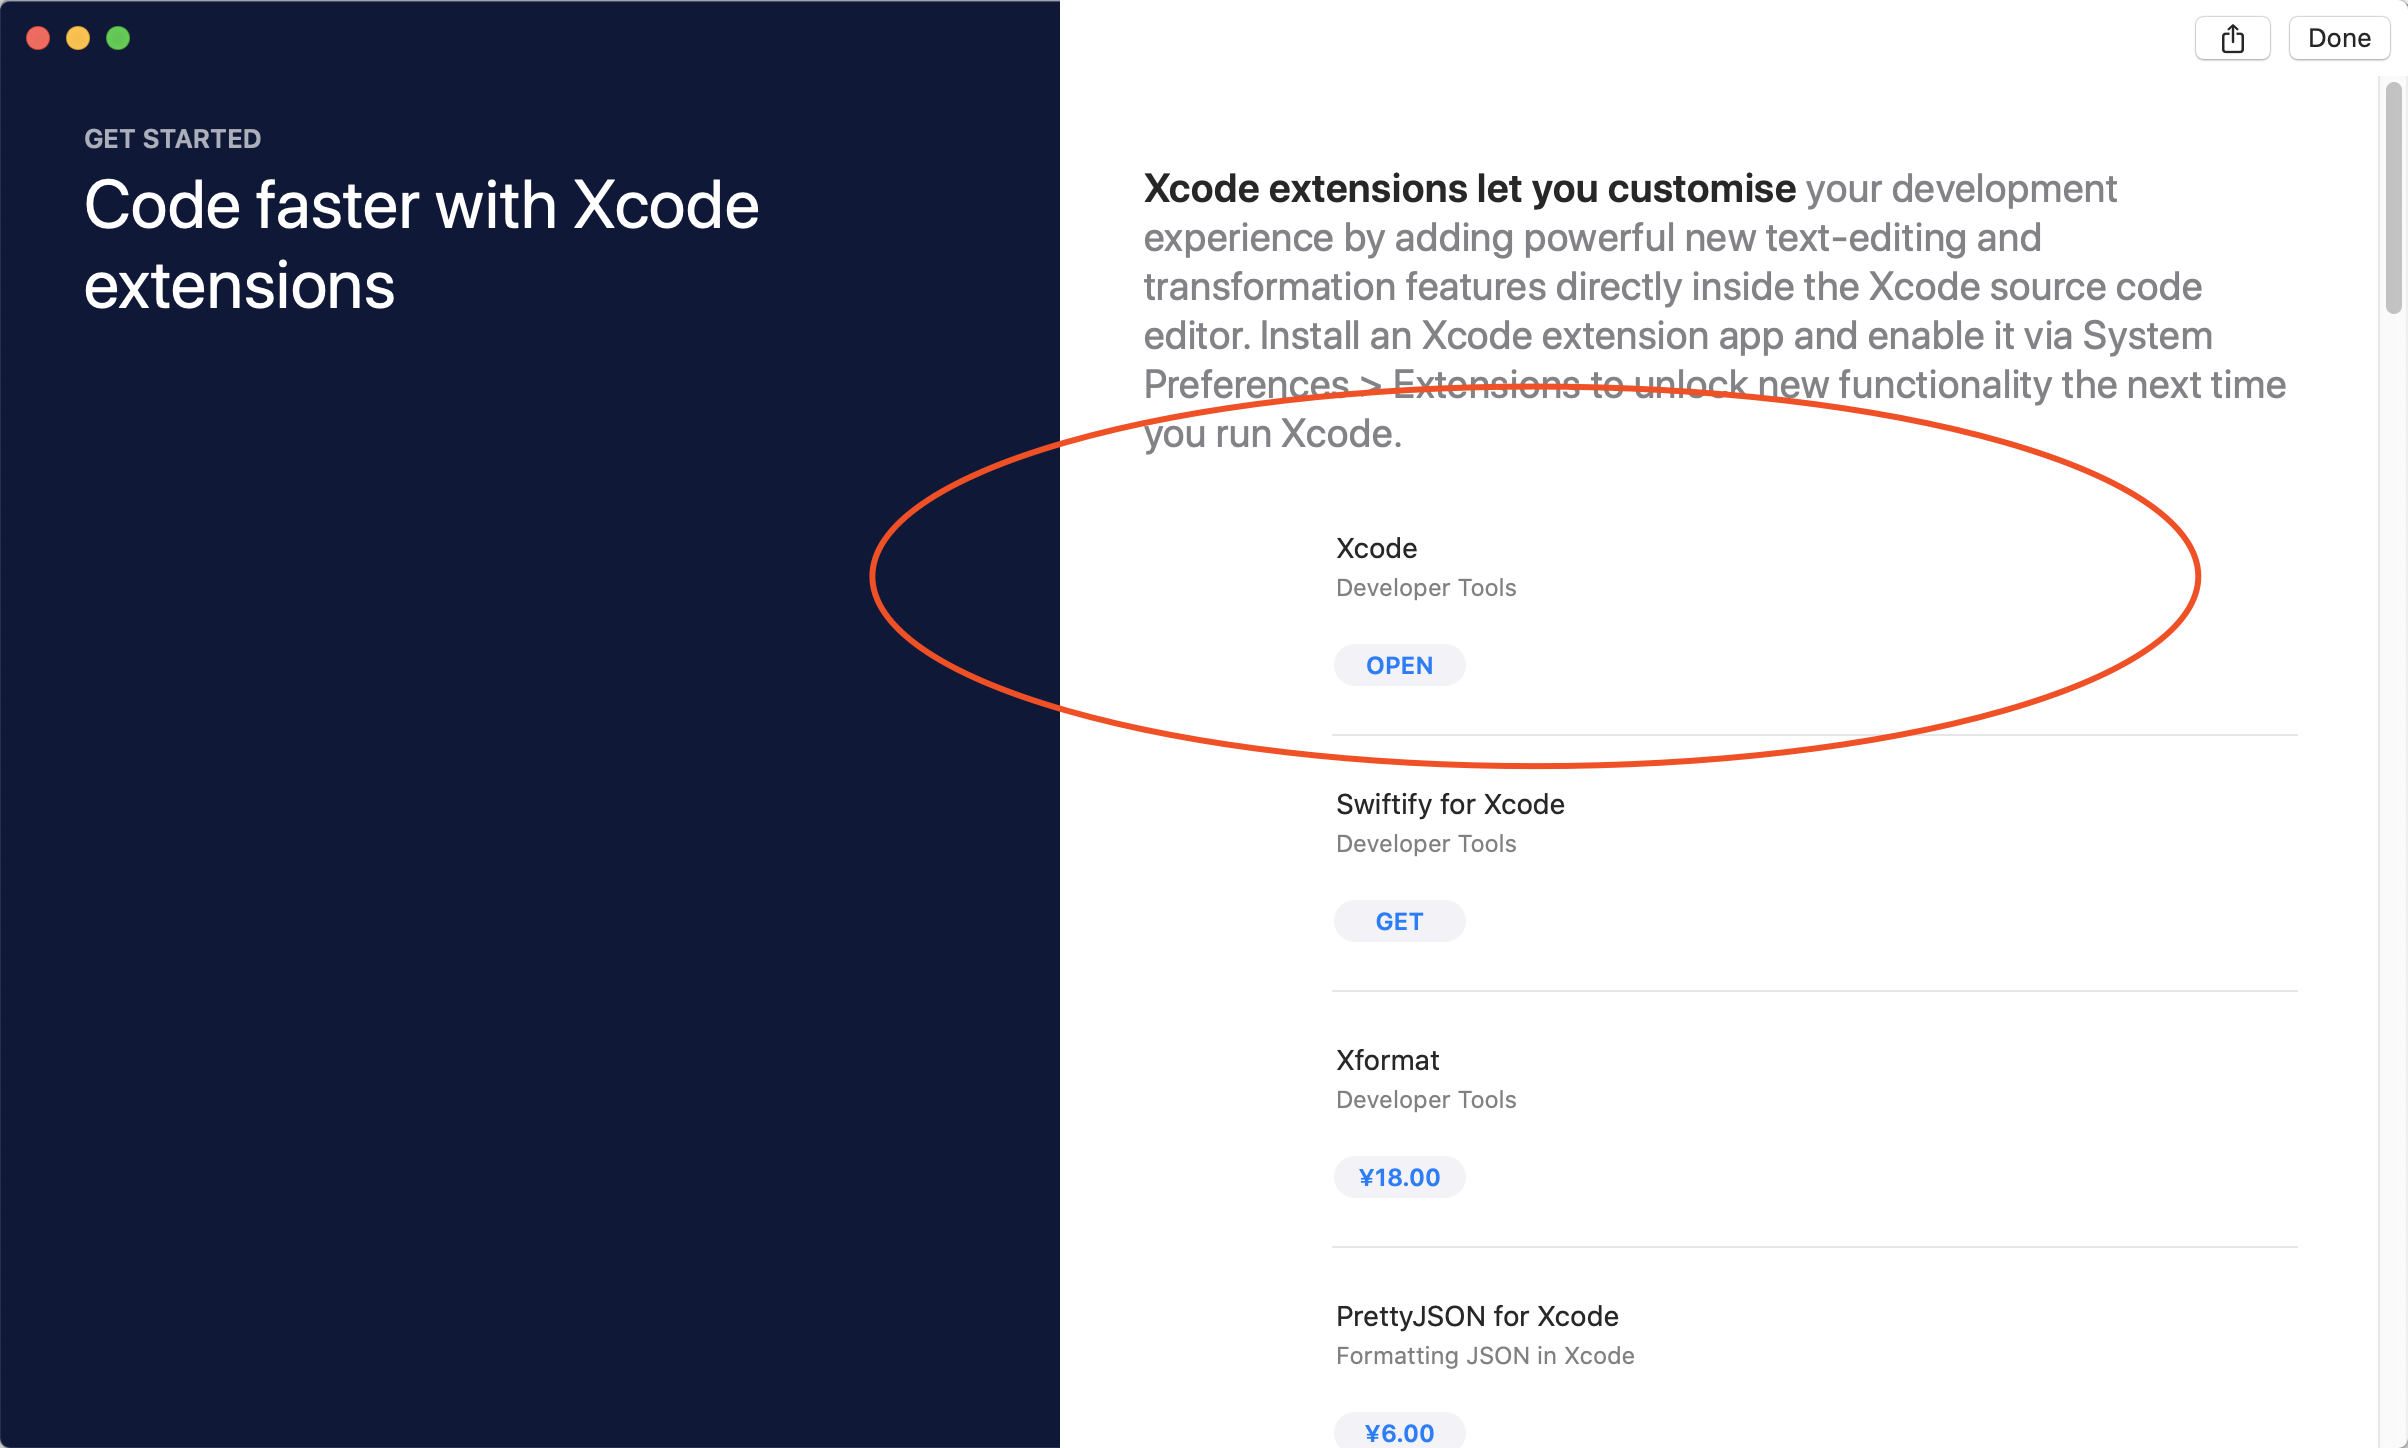 Done
GET STARTED
Code faster with Xcode
extensions
Xcode extensions let you customise your development
experience by adding powerful new text-editing and
transformation features directly inside the Xcode source code
editor. Install an Xcode extension app and enable it via System
Preferences > Extensions to unlock new functionality the next time
you run Xcode.
Xcode
Developer Tools
OPEN
Swiftify for Xcode
Developer Tools
GET
Xformat
Developer Tools
¥18.00
PrettyJSON for Xcode
Formatting JSON in Xcode
¥6.00